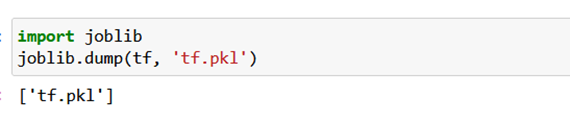 import joblib
joblib.dump(tf, 'tf.pkl')
['tf.pkl']